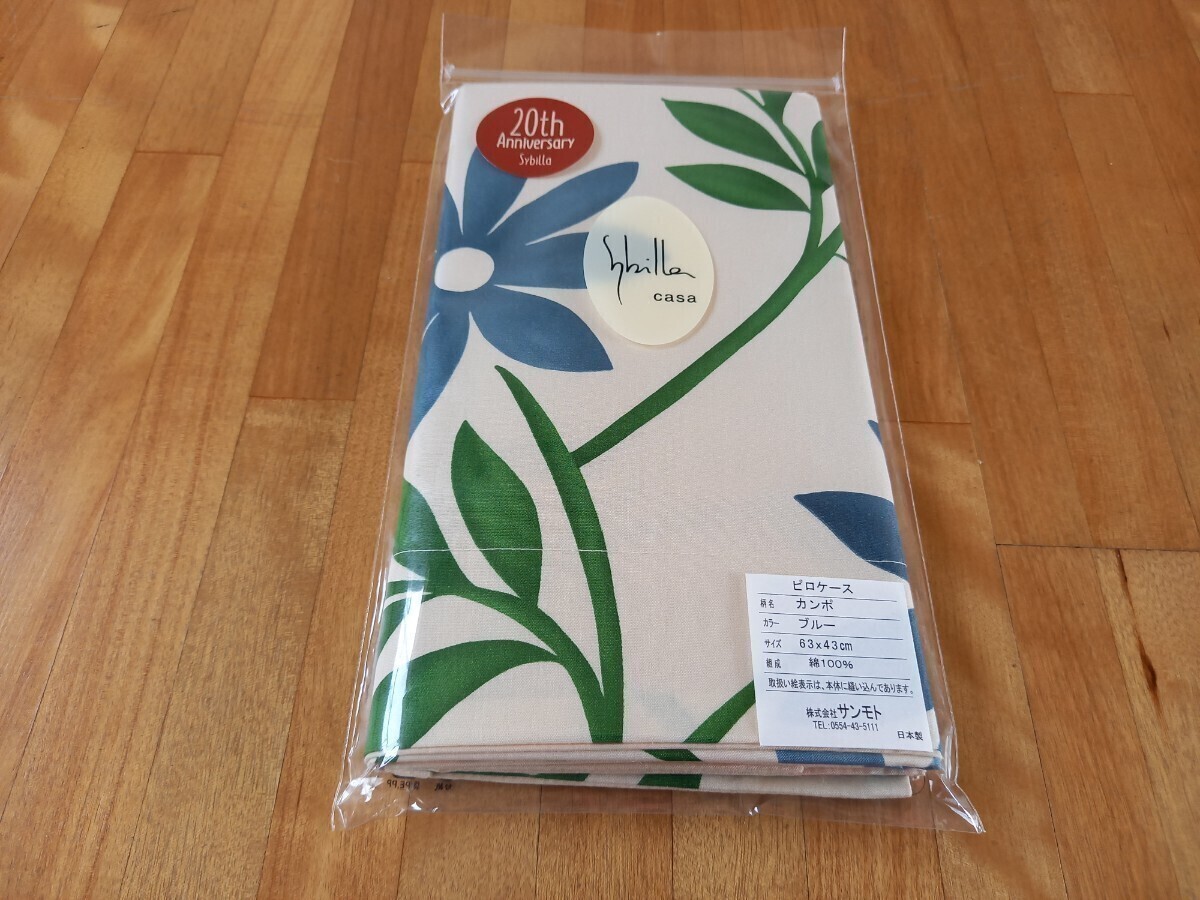 20th
Anniversary
Sybilla
Sybilla
casa
ピロケース
柄名 カンポ
カラー ブルー
サイズ 63x43cm
組成 綿100%
取扱い絵表示は、本体に縫い込んであります。
株式会社サンモト
TEL:0554-43-5111
日本製